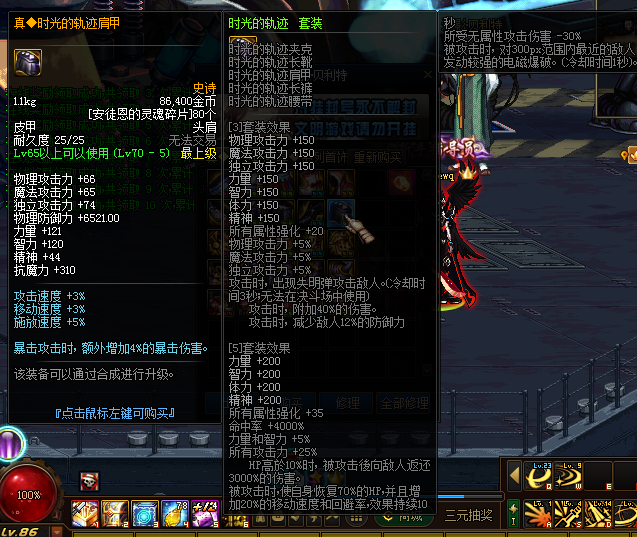 真◆时光的轨迹肩甲
史诗
1.1kg 86,400金币
[安徒恩的灵魂碎片]80个
皮甲 头肩
耐久度 25/25 无法交易
Lv65以上可以使用 (Lv70 - 5) 最上级
物理攻击力 +66
魔法攻击力 +65
独立攻击力 +74
物理防御力 +6521.00
力量 +121
智力 +120
精神 +44
抗魔力 +310
攻击速度 +3%
移动速度 +3%
施放速度 +5%
暴击攻击时，额外增加4%的暴击伤害。
该装备可以通过合成进行升级。
『点击鼠标左键可购买』
时光的轨迹 套装
时光的轨迹夹克
时光的轨迹长靴
时光的轨迹肩甲
时光的轨迹长裤
时光的轨迹腰带
[3]套装效果
物理攻击力 +150
魔法攻击力 +150
独立攻击力 +150
力量 +150
智力 +150
体力 +150
精神 +150
所有属性强化 +20
物理攻击力 +5%
魔法攻击力 +5%
独立攻击力 +5%
攻击时，出现失明弹攻击敌人。(冷却时
间3秒;无法在决斗场中使用)
攻击时，附加40%的伤害。
攻击时，减少敌人12%的防御力
[5]套装效果
力量 +200
智力 +200
体力 +200
精神 +200
所有属性强化 +35
命中率 +4000%
力量和智力 +5%
所有攻击力 +25%
HP高於10%时，被攻击後向敌人返还
3000%的伤害。
被攻击时，使自身恢复70%的HP，并且增
加20%的移动速度和回避率，效果持续10
秒
所受无属性攻击伤害 -30%
被攻击时，对300px范围内最近的敌人
发动较强的电磁爆破。(冷却时间1秒)。
贝利特
重新购买
修理
全部修理
100%
Lv.86
78
商城
三元抽奖
Lv.23
Lv.9